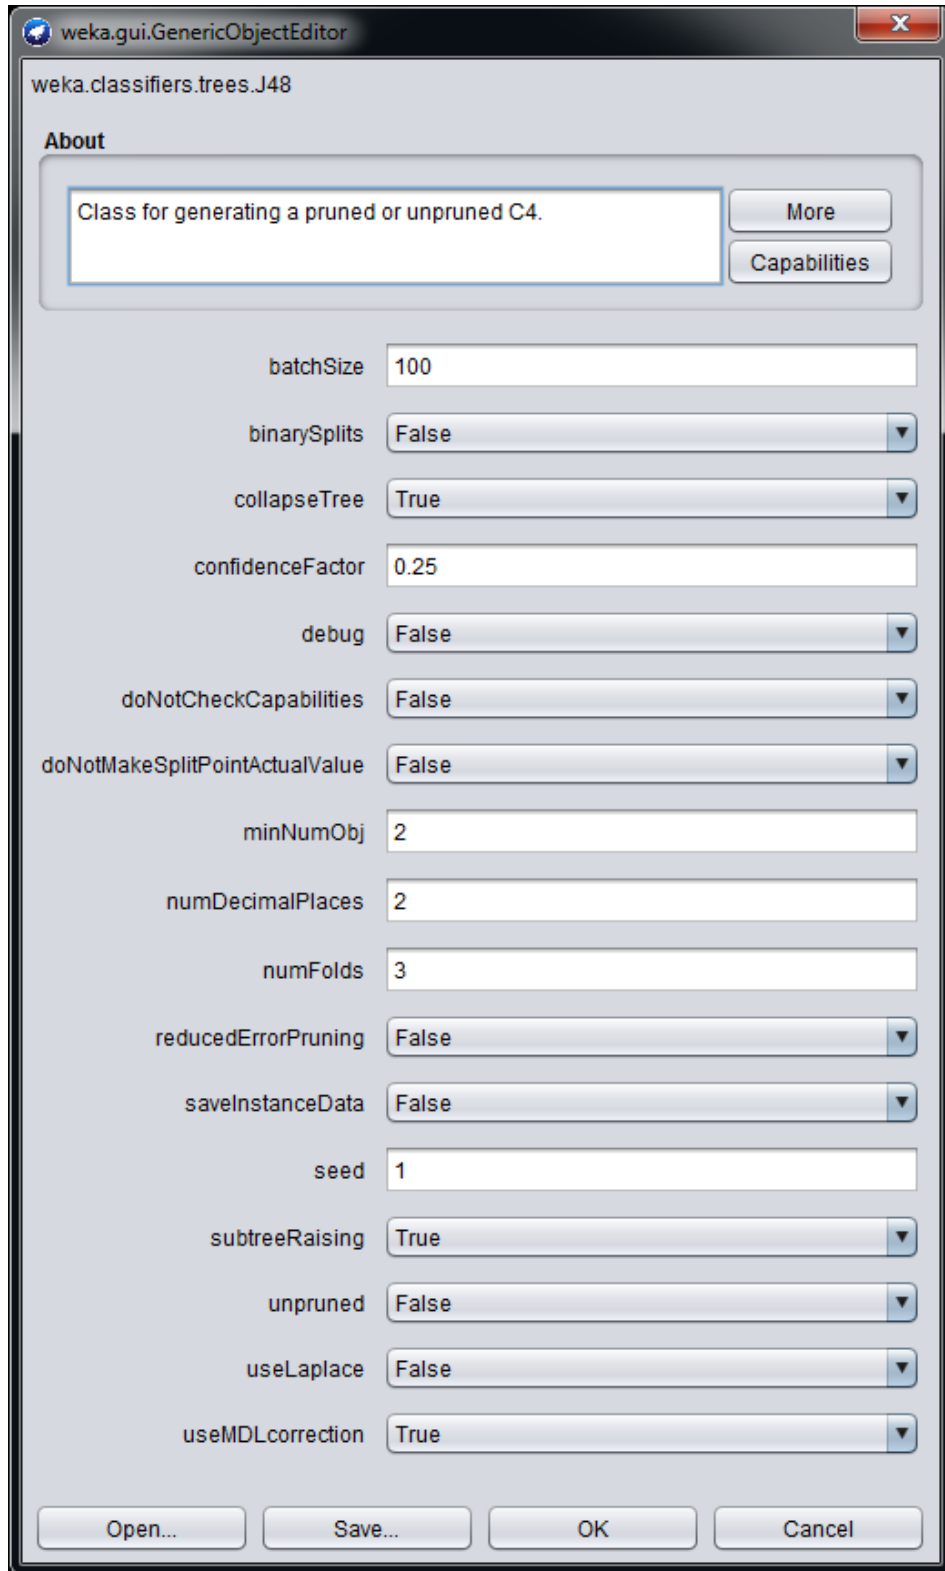 weka.gui.GenericObjectEditor
weka.classifiers.trees.J48
About
Class for generating a pruned or unpruned C4.
More
Capabilities
batchSize 100
binarySplits False
collapseTree True
confidenceFactor 0.25
debug False
doNotCheckCapabilities False
doNotMakeSplitPointActualValue False
minNumObj 2
numDecimalPlaces 2
numFolds 3
reducedErrorPruning False
saveInstanceData False
seed 1
subtreeRaising True
unpruned False
useLaplace False
useMDLcorrection True
Open... Save... OK Cancel